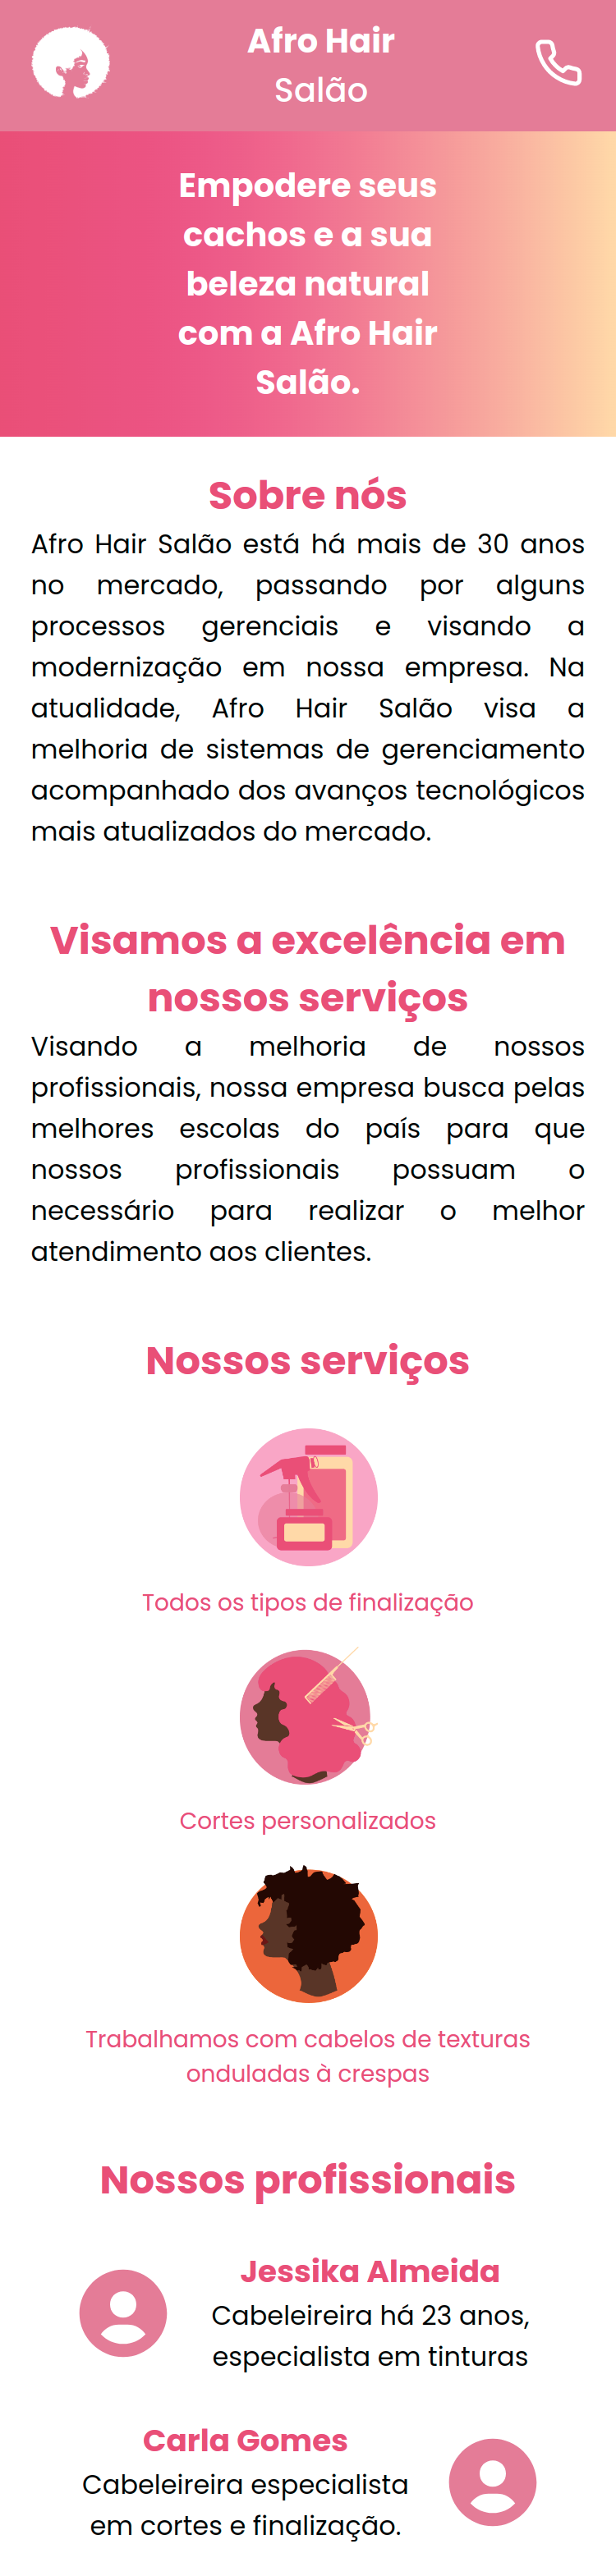 Afro Hair
Salão
Empodere seus
cachos e a sua
beleza natural
com a Afro Hair
Salão.
Sobre nós
Afro Hair Salão está há mais de 30 anos
no mercado, passando por alguns
processos gerenciais e visando a
modernização em nossa empresa. Na
atualidade, Afro Hair Salão visa a
melhoria de sistemas de gerenciamento
acompanhado dos avanços tecnológicos
mais atualizados do mercado.
Visamos a excelência em
nossos serviços
Visando a melhoria de nossos
profissionais, nossa empresa busca pelas
melhores escolas do país para que
nossos profissionais possuam o
necessário para realizar o melhor
atendimento aos clientes.
Nossos serviços
Todos os tipos de finalização
Cortes personalizados
Trabalhamos com cabelos de texturas
onduladas à crespas
Nossos profissionais
Jessika Almeida
Cabeleireira há 23 anos,
especialista em tinturas
Carla Gomes
Cabeleireira especialista
em cortes e finalização.